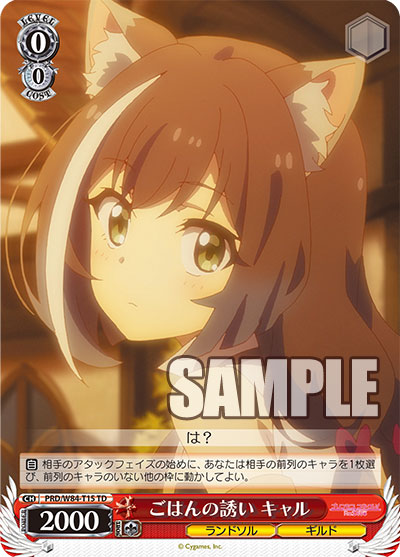 LEVEL
0
0
COST
SAMPLE
は?
相手のアタックフェイズの始めに、あなたは相手の前列のキャラを1枚選
び、前列のキャラのいない他の枠に動かしてよい。
CH PRD/W84-T15 TD
ごはんの誘い キャル
POWER
2000
SOUL
ランドソル
ギルド
© Cygames, Inc.